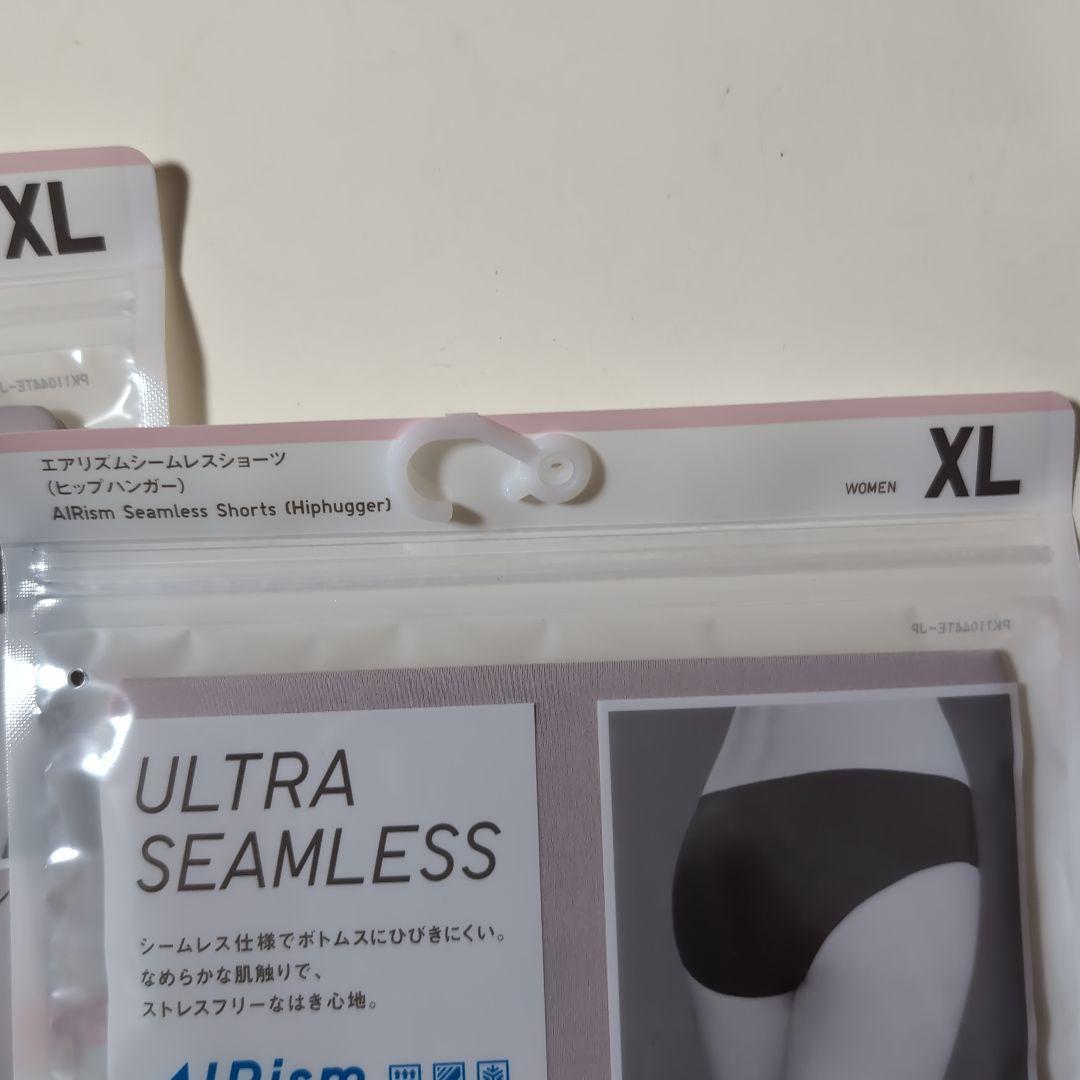 XL
PK11044TE-J
エアリズムシームレスショーツ
(ヒップハンガー)
AIRism Seamless Shorts (Hiphugger)
WOMEN XL
PK11044TE-JP
ULTRA
SEAMLESS
シームレス仕様でボトムスにひびきにくい。
なめらかな肌触りで、
ストレスフリーなはき心地。
AIRism